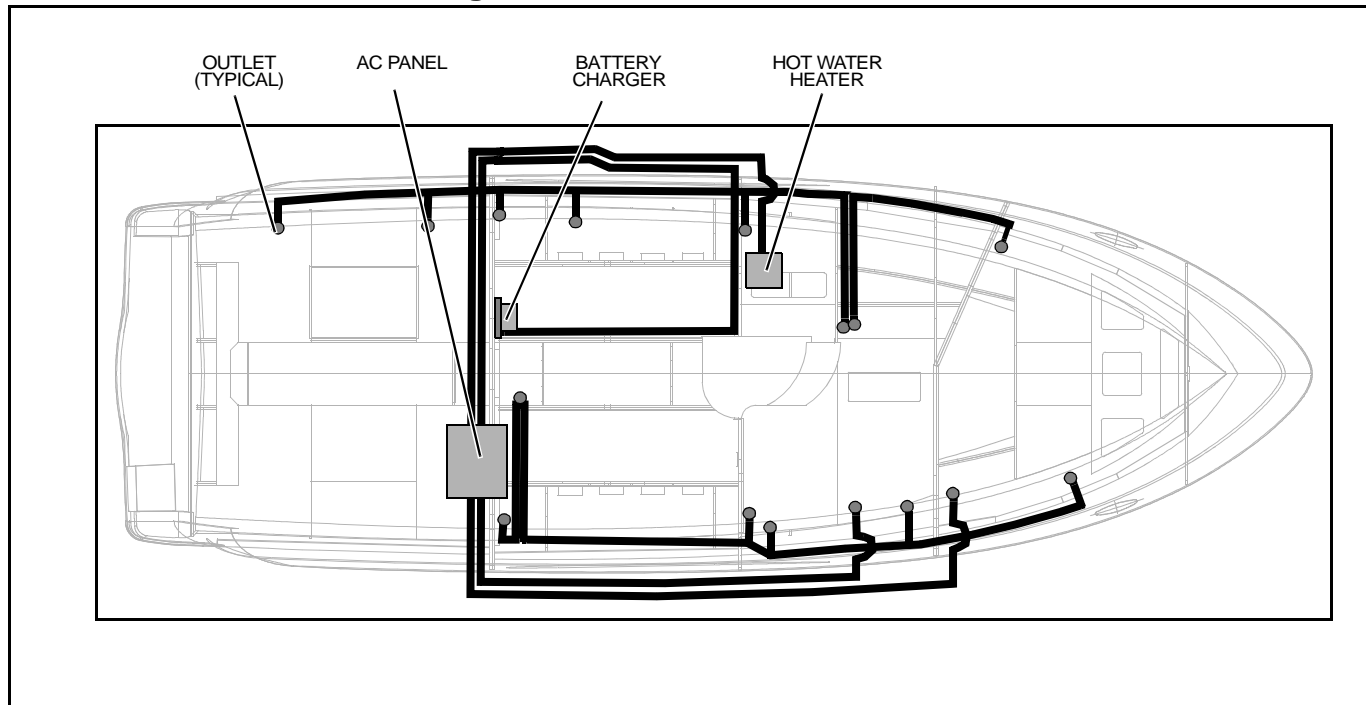 OUTLET
(TYPICAL)
AC PANEL
BATTERY
CHARGER
HOT WATER
HEATER